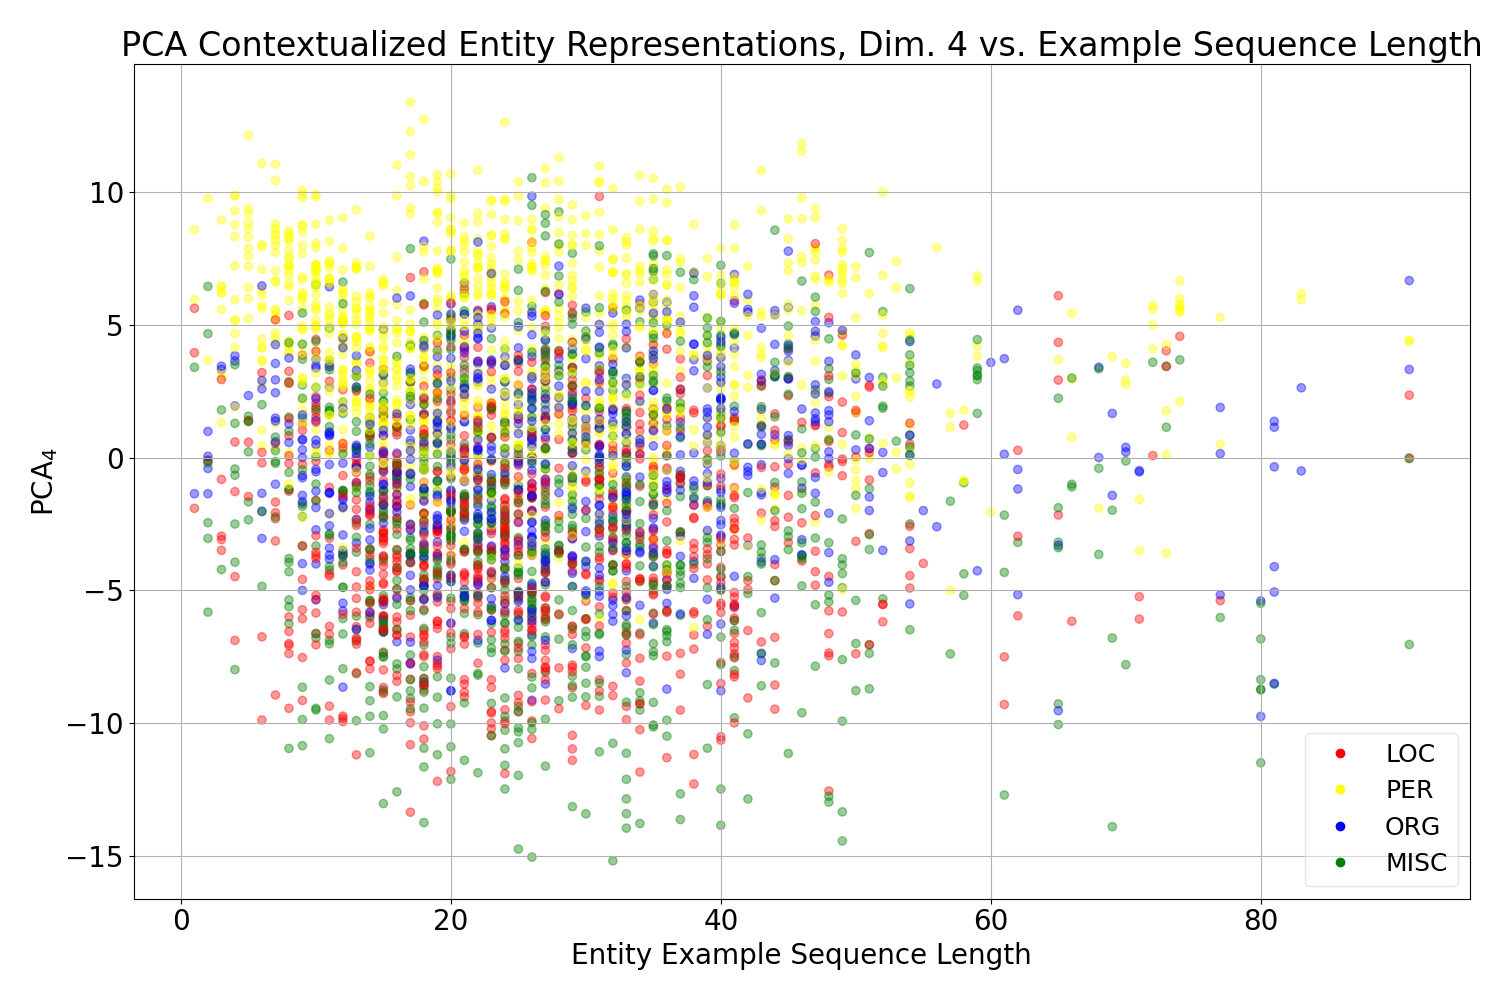 PCA Contextualized Entity Representations, Dim. 4 vs. Example Sequence Length
PCA₄
10
5
0
−5
−10
−15
0 20 40 60 80
Entity Example Sequence Length
LOC
PER
ORG
MISC